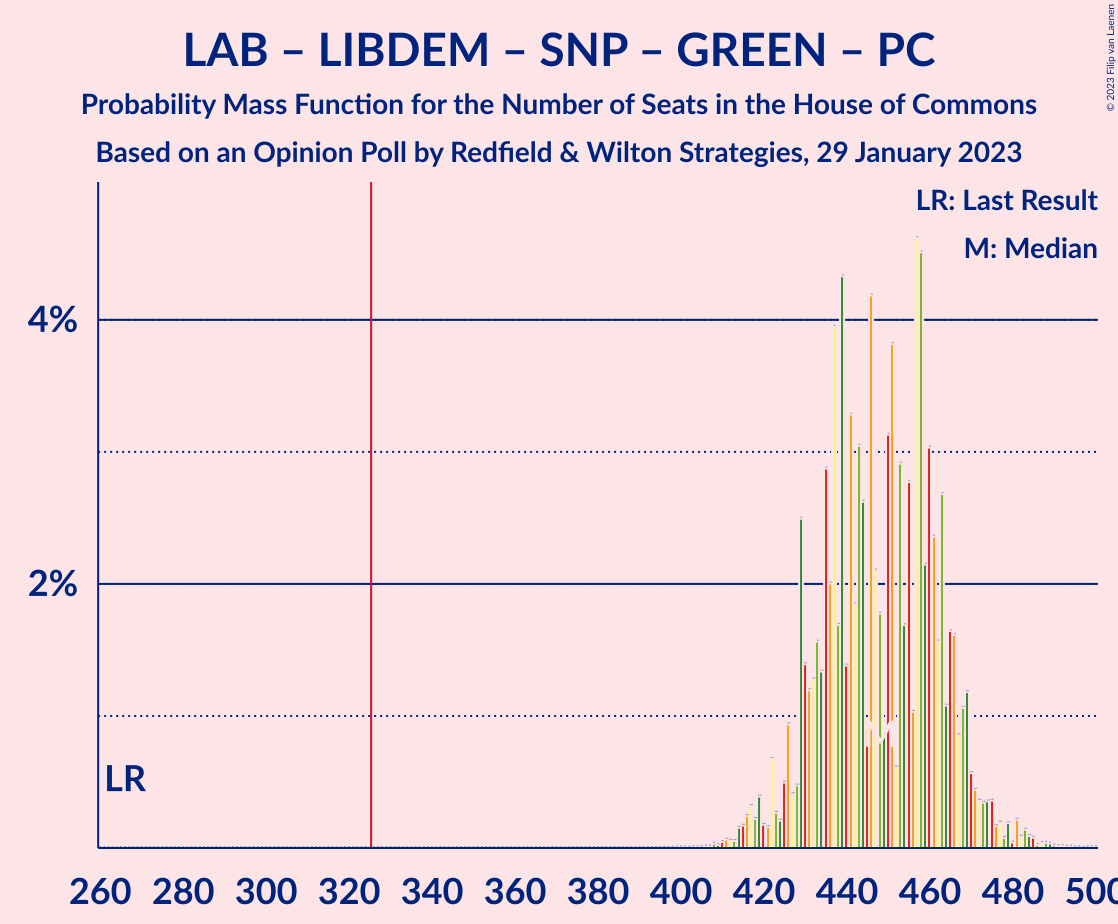 LAB – LIBDEM – SNP – GREEN – PC
Probability Mass Function for the Number of Seats in the House of Commons
Based on an Opinion Poll by Redfield & Wilton Strategies, 29 January 2023
© 2023 Filip van Laenen
LR: Last Result
M: Median
4%
2%
LR
M
260 280 300 320 340 360 380 400 420 440 460 480 500